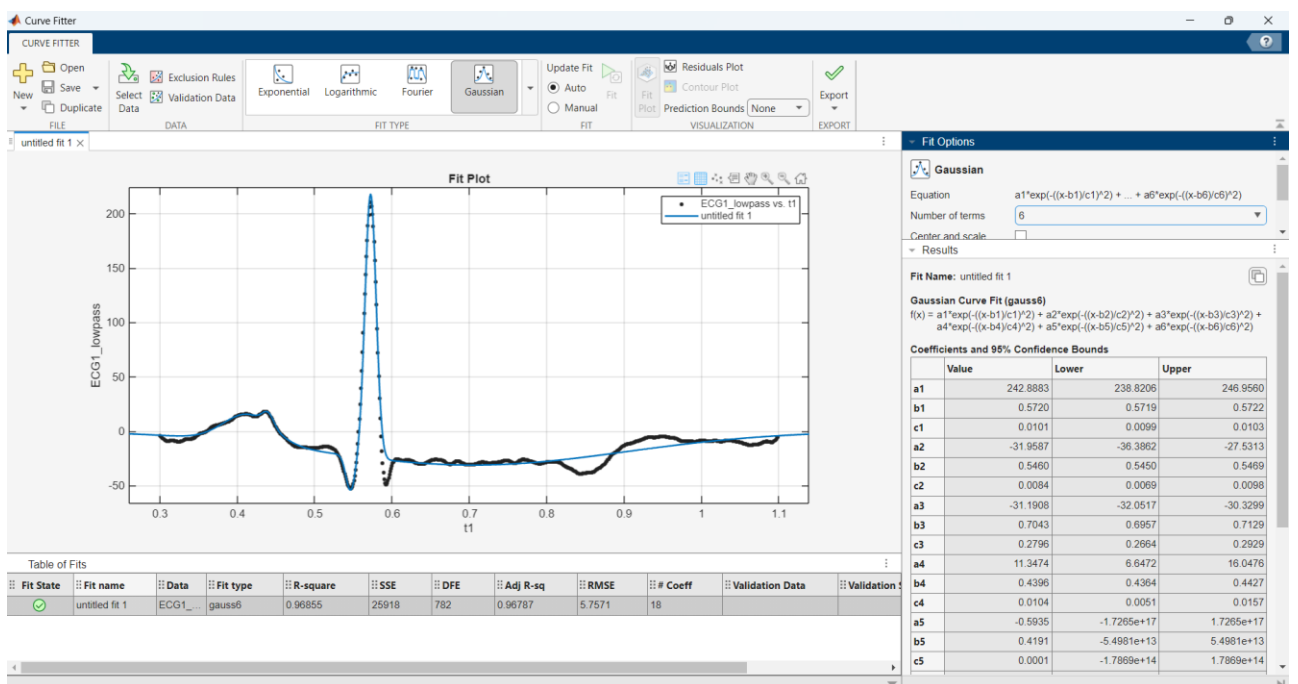 Curve Fitter
CURVE FITTER
New
Open
Save
Duplicate
FILE
Select Data
Exclusion Rules
Validation Data
DATA
Exponential
Logarithmic
Fourier
Gaussian
FIT TYPE
Update Fit
Auto
Manual
Fit
FIT
Fit Plot
Residuals Plot
Contour Plot
Prediction Bounds None
VISUALIZATION
Export
EXPORT
untitled fit 1
Fit Plot
ECG1_lowpass vs. t1
untitled fit 1
ECG1_lowpass
200
150
100
50
0
-50
0.3 0.4 0.5 0.6 0.7 0.8 0.9 1 1.1
t1
Table of Fits
Fit State Fit name Data Fit type R-square SSE DFE Adj R-sq RMSE # Coeff Validation Data Validation S
untitled fit 1 ECG1_... gauss6 0.96855 25918 782 0.96787 5.7571 18
Fit Options
Gaussian
Equation a1*exp(-((x-b1)/c1)^2) + ... + a6*exp(-((x-b6)/c6)^2)
Number of terms 6
Center and scale
Results
Fit Name: untitled fit 1
Gaussian Curve Fit (gauss6)
f(x) = a1*exp(-((x-b1)/c1)^2) + a2*exp(-((x-b2)/c2)^2) + a3*exp(-((x-b3)/c3)^2) +
a4*exp(-((x-b4)/c4)^2) + a5*exp(-((x-b5)/c5)^2) + a6*exp(-((x-b6)/c6)^2)
Coefficients and 95% Confidence Bounds
Value Lower Upper
a1 242.8883 238.8206 246.9560
b1 0.5720 0.5719 0.5722
c1 0.0101 0.0099 0.0103
a2 -31.9587 -36.3862 -27.5313
b2 0.5460 0.5450 0.5469
c2 0.0084 0.0069 0.0098
a3 -31.1908 -32.0517 -30.3299
b3 0.7043 0.6957 0.7129
c3 0.2796 0.2664 0.2929
a4 11.3474 6.6472 16.0476
b4 0.4396 0.4364 0.4427
c4 0.0104 0.0051 0.0157
a5 -0.5935 -1.7265e+17 1.7265e+17
b5 0.4191 -5.4981e+13 5.4981e+13
c5 0.0001 -1.7869e+14 1.7869e+14